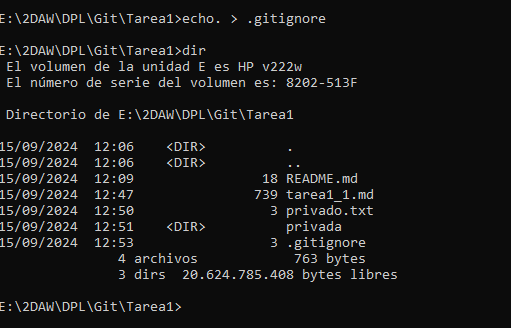 E:\2DAW\DPL\Git\Tarea1>echo. > .gitignore
E:\2DAW\DPL\Git\Tarea1>dir
El volumen de la unidad E es HP v222w
El número de serie del volumen es: 8202-513F
Directorio de E:\2DAW\DPL\Git\Tarea1
15/09/2024  12:06    <DIR>          .
15/09/2024  12:06    <DIR>          ..
15/09/2024  12:09                18 README.md
15/09/2024  12:47               739 tarea1_1.md
15/09/2024  12:50                 3 privado.txt
15/09/2024  12:51    <DIR>          privada
15/09/2024  12:53                 3 .gitignore
4 archivos            763 bytes
3 dirs  20.624.785.408 bytes libres
E:\2DAW\DPL\Git\Tarea1>